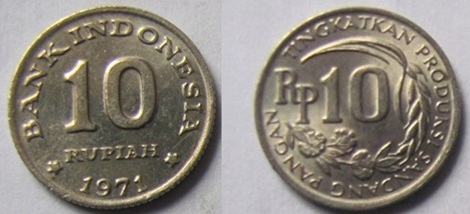 BANK INDONESIA
10
RUPIAH
1971
TINGKATKAN PRODUKSI SANDANG PANGAN
Rp10